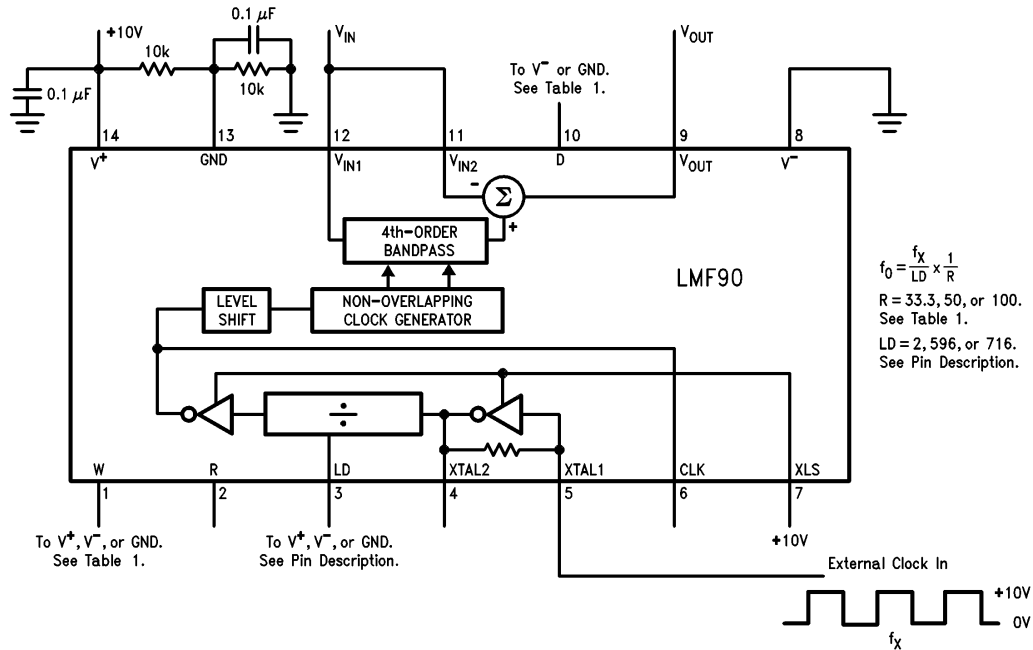 +10V
0.1 μF
V_IN
V_OUT
10k
0.1 μF
10k
To V⁻ or GND.
See Table 1.
14
13
12
11
10
9
8
V⁺
GND
V_IN1
V_IN2
D
V_OUT
V⁻
-
Σ
+
4th-ORDER
BANDPASS
LMF90
LEVEL
SHIFT
NON-OVERLAPPING
CLOCK GENERATOR
f_O = f_X/LD × 1/R
R = 33.3, 50, or 100.
See Table 1.
LD = 2, 596, or 716.
See Pin Description.
÷
W
R
LD
XTAL2
XTAL1
CLK
XLS
1
2
3
4
5
6
7
To V⁺, V⁻, or GND.
See Table 1.
To V⁺, V⁻, or GND.
See Pin Description.
+10V
External Clock In
+10V
0V
f_X